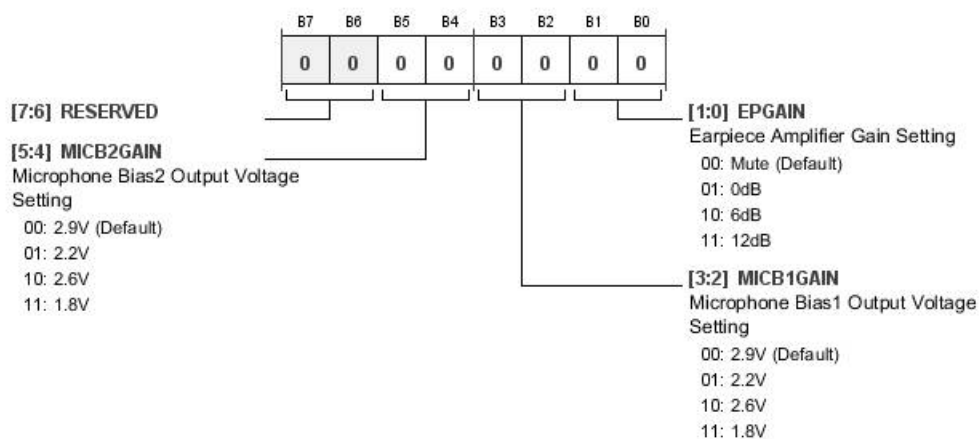 B7 B6 B5 B4 B3 B2 B1 B0
0 0 0 0 0 0 0 0
[7:6] RESERVED
[5:4] MICB2GAIN
Microphone Bias2 Output Voltage
Setting
00: 2.9V (Default)
01: 2.2V
10: 2.6V
11: 1.8V
[1:0] EPGAIN
Earpiece Amplifier Gain Setting
00: Mute (Default)
01: 0dB
10: 6dB
11: 12dB
[3:2] MICB1GAIN
Microphone Bias1 Output Voltage
Setting
00: 2.9V (Default)
01: 2.2V
10: 2.6V
11: 1.8V